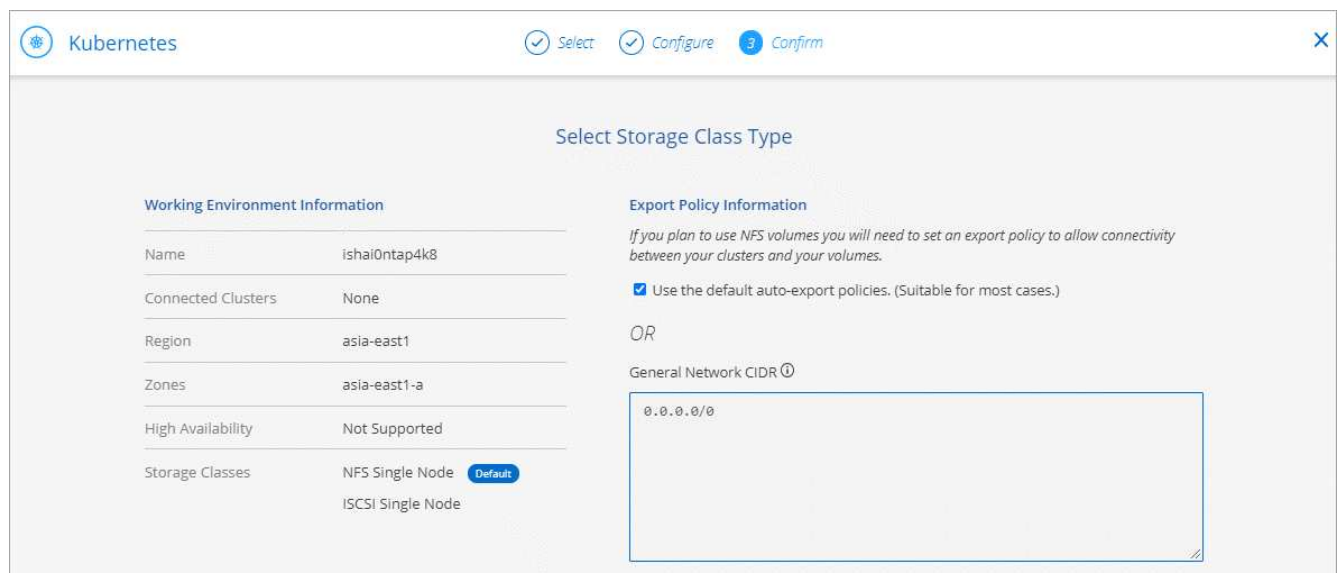 Kubernetes
Select
Configure
3 Confirm
Select Storage Class Type
Working Environment Information
Name ishai0ntap4k8
Connected Clusters None
Region asia-east1
Zones asia-east1-a
High Availability Not Supported
Storage Classes NFS Single Node Default
ISCSI Single Node
Export Policy Information
If you plan to use NFS volumes you will need to set an export policy to allow connectivity
between your clusters and your volumes.
Use the default auto-export policies. (Suitable for most cases.)
OR
General Network CIDR
0.0.0.0/0